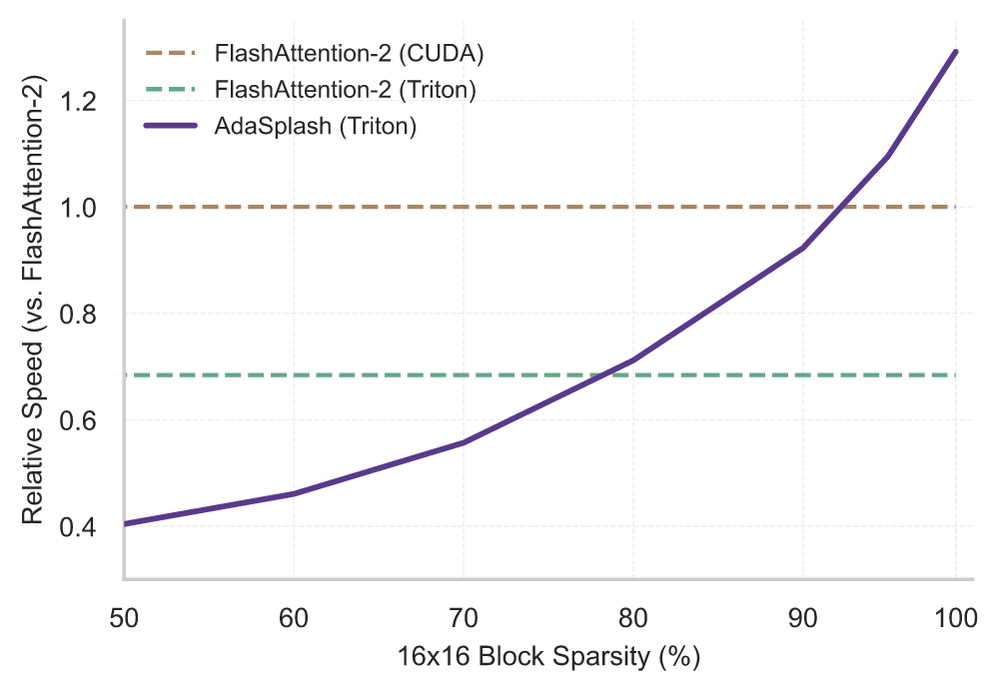 FlashAttention-2 (CUDA)
FlashAttention-2 (Triton)
AdaSplash (Triton)
Relative Speed (vs. FlashAttention-2)
1.2
1.0
0.8
0.6
0.4
50 60 70 80 90 100
16x16 Block Sparsity (%)